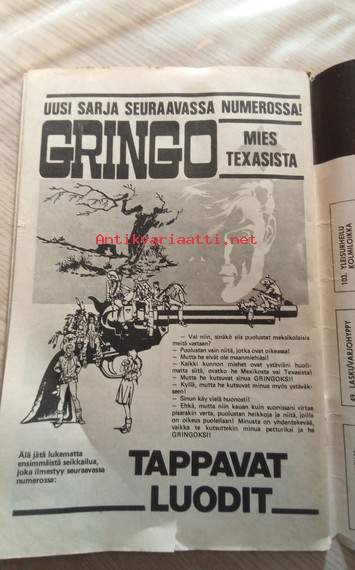 UUSI SARJA SEURAAVASSA NUMEROSSA!
GRINGO
MIES
TEXASISTA
Antikvariaatti.net
— Vai niin, sinäkö siis puolustat meksikolaisia
meitä vastaan?
— Puolustan vain niitä, jotka ovat oikeassa!
— Mutta he eivät ole maanmiehiäsi!
— Kaikki kunnon miehet ovat ystäviäni huoli-
matta siitä, ovatko he Mexikosta vai Texasista!
— Mutta he kutsuvat sinua GRINGOKSI!
— Kyllä, mutta he kutsuvat minua myös ystäväk-
seen!
— Sinun käy vielä huonosti!
— Ehkä, mutta niin kauan kuin suonissani virtaa
pisarakin verta, puolustan heikkoja ja niitä, joilla
on oikeus puolellaan! Minusta on yhdentekevää,
vaikka te kutsuttekin minua petturiksi ja he
GRINGOKSI!
Älä jätä lukematta
ensimmäistä seikkailua,
joka ilmestyy seuraavassa
numerossa:
TAPPAVAT
LUODIT
103. YLEISURHEILU
KOLMILOIKKA
49. LASKUVARJOHYPPY